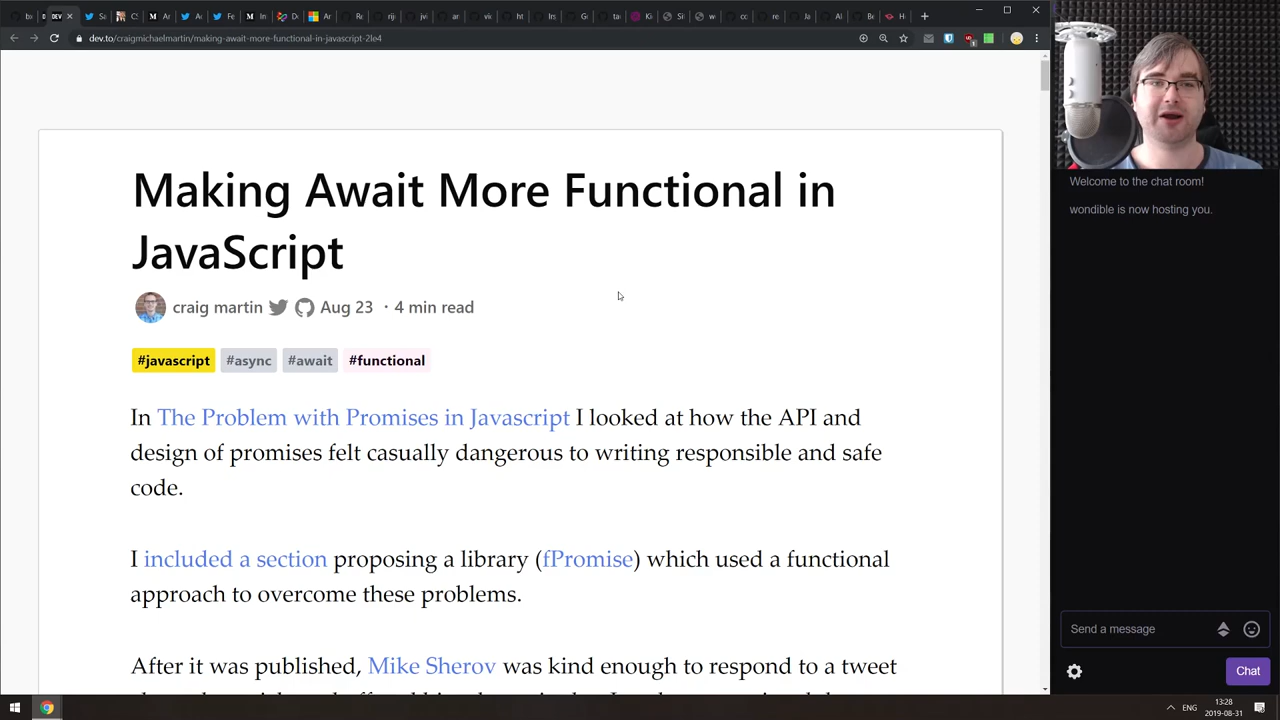 DEV
dev.to/craigmichaelmartin/making-await-more-functional-in-javascript-2le4
Making Await More Functional in
JavaScript
craig martin Aug 23 · 4 min read
#javascript #async #await #functional
In The Problem with Promises in Javascript I looked at how the API and
design of promises felt casually dangerous to writing responsible and safe
code.
I included a section proposing a library (fPromise) which used a functional
approach to overcome these problems.
After it was published, Mike Sherov was kind enough to respond to a tweet
Welcome to the chat room!
wondible is now hosting you.
Send a message
Chat
ENG
13:28
2019-08-31